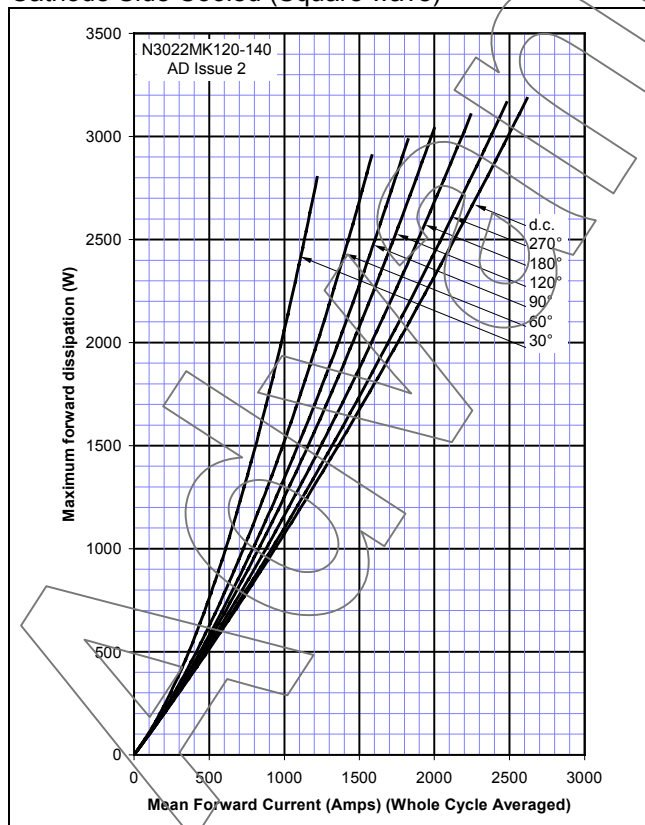 Cathode Side Cooled (Square wave)
N3022MK120-140
AD Issue 2
3500
3000
2500
2000
1500
1000
500
0
Maximum forward dissipation (W)
d.c.
270°
180°
120°
90°
60°
30°
0 500 1000 1500 2000 2500 3000
Mean Forward Current (Amps) (Whole Cycle Averaged)